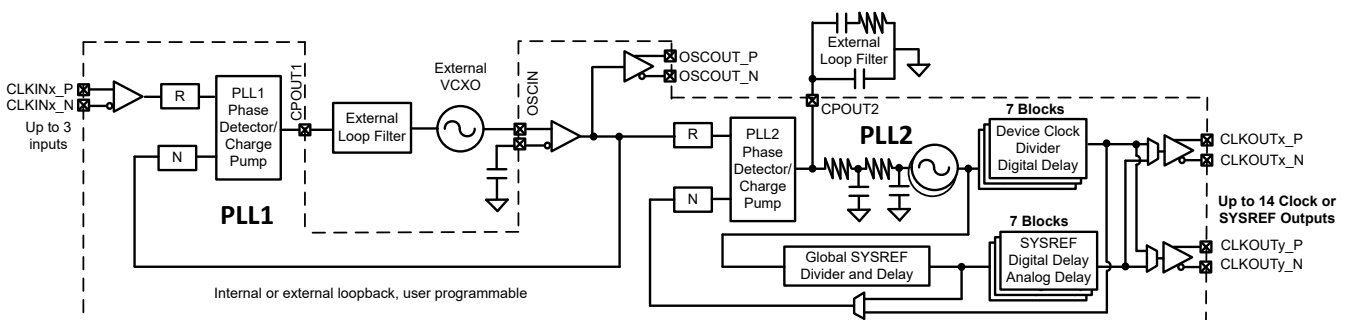 CLKINx_P
CLKINx_N
Up to 3
inputs
R
N
PLL1
Phase
Detector/
Charge
Pump
PLL1
CPOUT1
External
Loop Filter
External
VCXO
OSCIN
OSCOUT_P
OSCOUT_N
Internal or external loopback, user programmable
R
N
PLL2
Phase
Detector/
Charge
Pump
External
Loop Filter
CPOUT2
PLL2
7 Blocks
Device Clock
Divider
Digital Delay
7 Blocks
SYSREF
Digital Delay
Analog Delay
Global SYSREF
Divider and Delay
CLKOUTx_P
CLKOUTx_N
Up to 14 Clock or
SYSREF Outputs
CLKOUTy_P
CLKOUTy_N